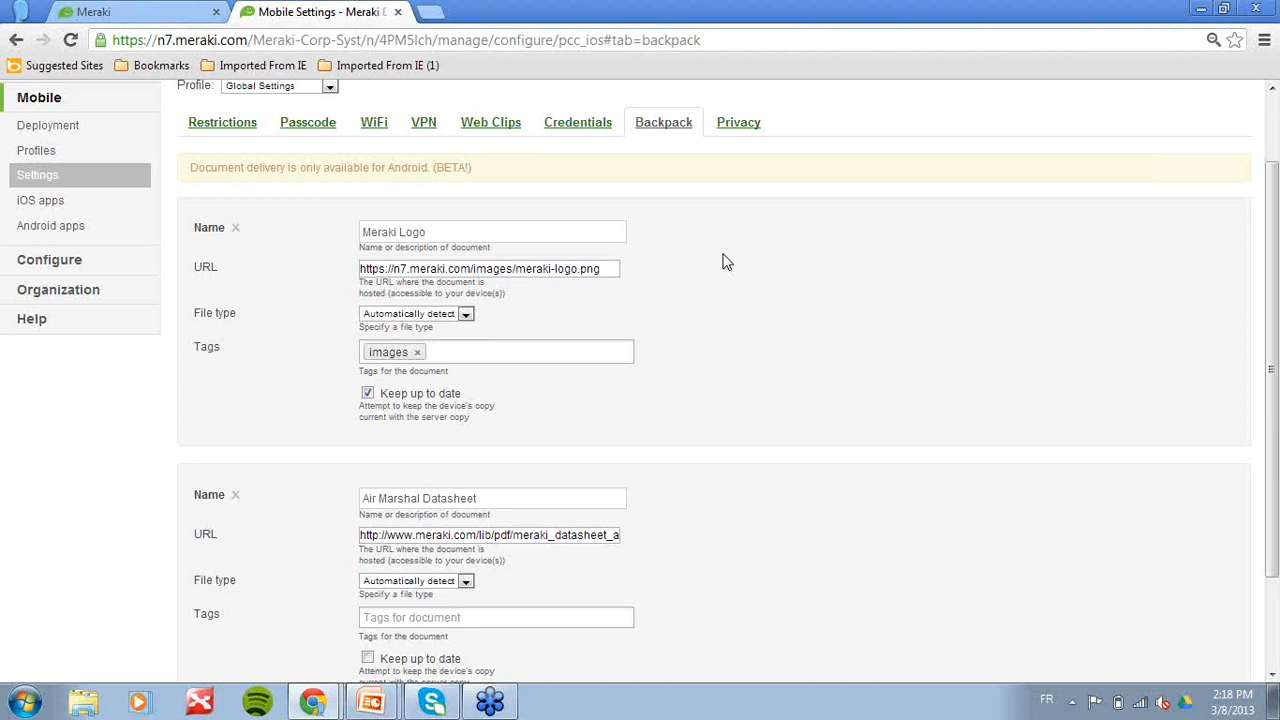 Meraki
Mobile Settings - Meraki D
https://n7.meraki.com/Meraki-Corp-Syst/n/4PM5Ich/manage/configure/pcc_ios#tab=backpack
Suggested Sites Bookmarks Imported From IE Imported From IE (1)
Mobile
Deployment
Profiles
Settings
iOS apps
Android apps
Configure
Organization
Help
Profile: Global Settings
Restrictions Passcode WiFi VPN Web Clips Credentials Backpack Privacy
Document delivery is only available for Android. (BETA!)
Name × Meraki Logo
Name or description of document
URL https://n7.meraki.com/images/meraki-logo.png
The URL where the document is
hosted (accessible to your device(s))
File type Automatically detect
Specify a file type
Tags images ×
Tags for the document
Keep up to date
Attempt to keep the device's copy
current with the server copy
Name × Air Marshal Datasheet
Name or description of document
URL http://www.meraki.com/lib/pdf/meraki_datasheet_a
The URL where the document is
hosted (accessible to your device(s))
File type Automatically detect
Specify a file type
Tags Tags for document
Tags for the document
Keep up to date
Attempt to keep the device's copy
FR 2:18 PM
3/8/2013